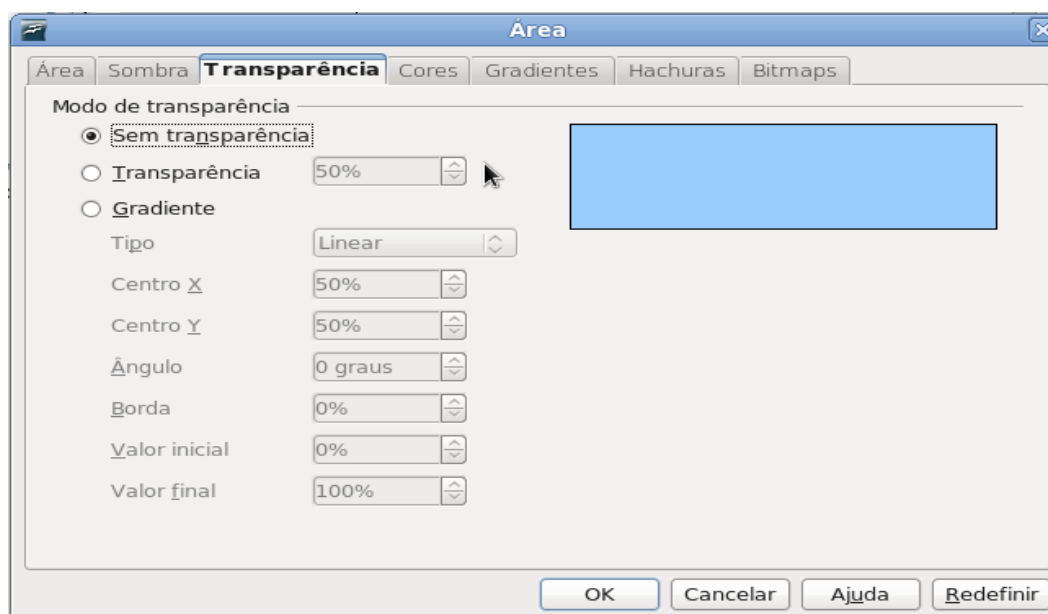 Área
Área Sombra Transparência Cores Gradientes Hachuras Bitmaps
Modo de transparência
Sem transparência
Transparência 50%
Gradiente
Tipo Linear
Centro X 50%
Centro Y 50%
Ângulo 0 graus
Borda 0%
Valor inicial 0%
Valor final 100%
OK Cancelar Ajuda Redefinir